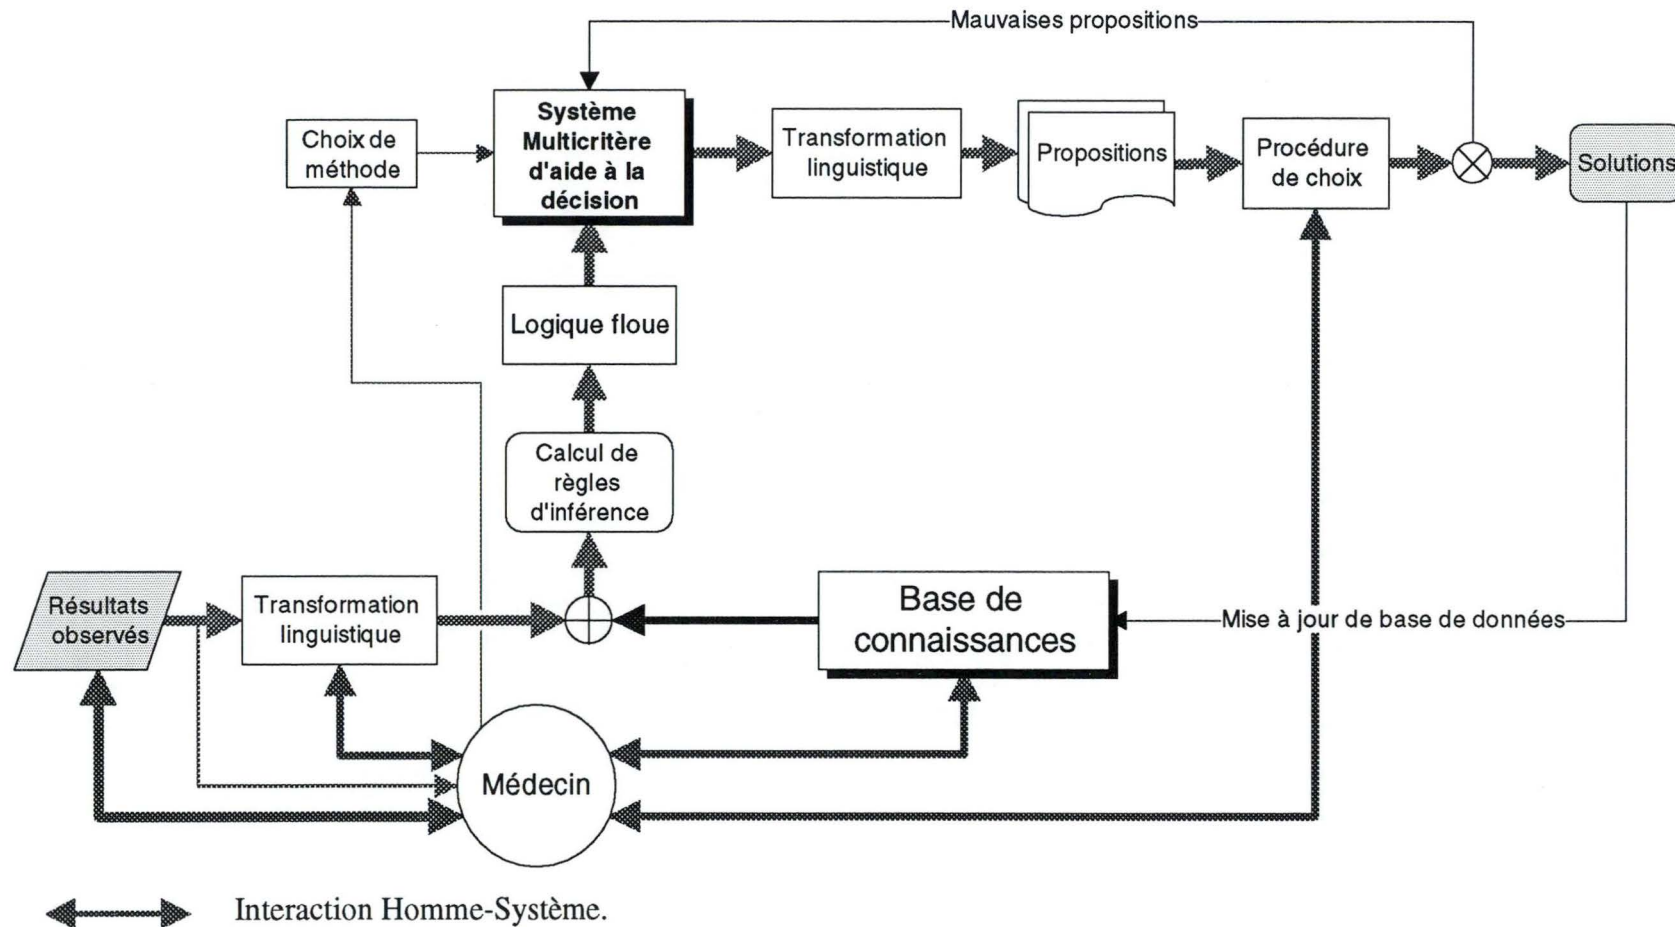 Mauvaises propositions
Système
Multicritère
d'aide à la
décision
Choix de
méthode
Transformation
linguistique
Propositions
Procédure
de choix
Solutions
Logique floue
Calcul de
règles
d'inférence
Résultats
observés
Transformation
linguistique
Base de
connaissances
Mise à jour de base de données
Médecin
Interaction Homme-Système.